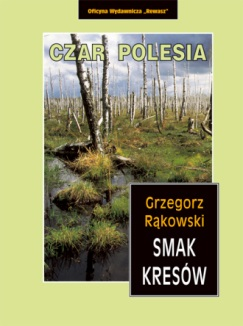 Oficyna Wydawnicza „Rewasz”
CZAR POLESIA
Grzegorz
Rąkowski
SMAK
KRESÓW